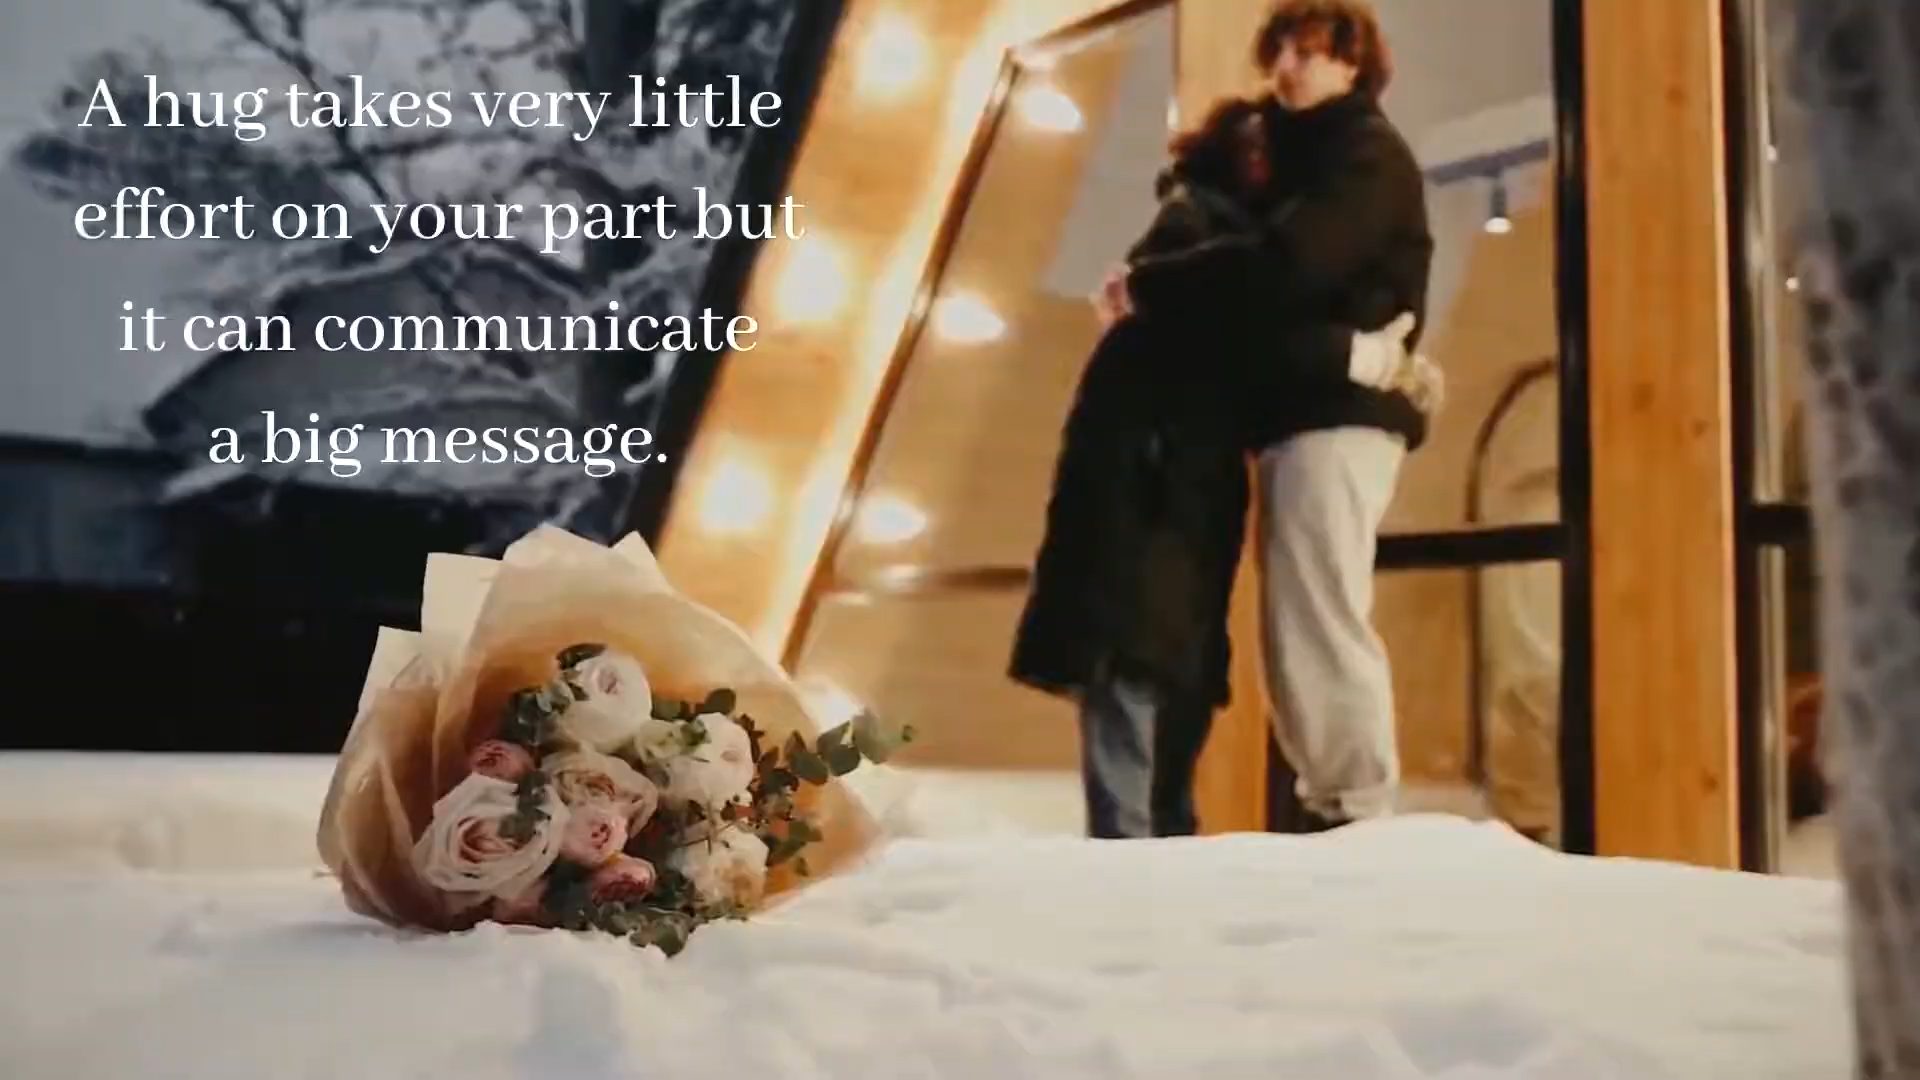 A hug takes very little
effort on your part but
it can communicate
a big message.